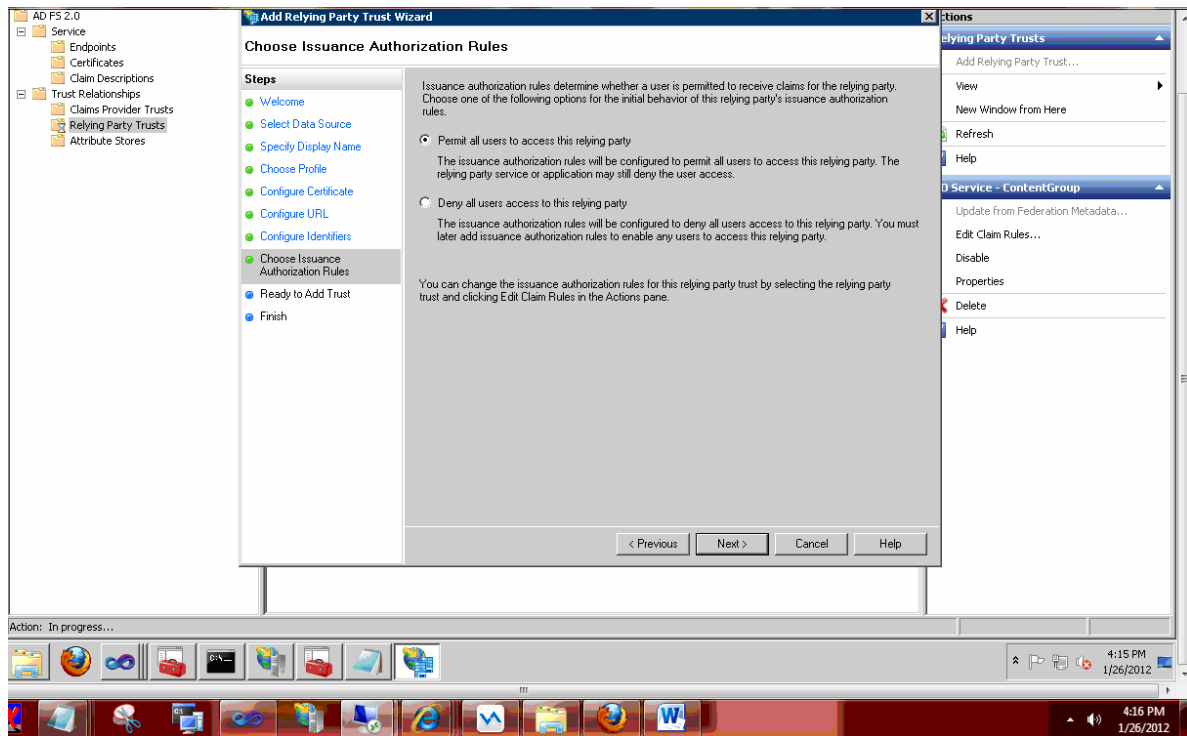 AD FS 2.0
Service
Endpoints
Certificates
Claim Descriptions
Trust Relationships
Claims Provider Trusts
Relying Party Trusts
Attribute Stores
Add Relying Party Trust Wizard
Choose Issuance Authorization Rules
Steps
Welcome
Select Data Source
Specify Display Name
Choose Profile
Configure Certificate
Configure URL
Configure Identifiers
Choose Issuance
Authorization Rules
Ready to Add Trust
Finish
Issuance authorization rules determine whether a user is permitted to receive claims for the relying party.
Choose one of the following options for the initial behavior of this relying party's issuance authorization
rules.
Permit all users to access this relying party
The issuance authorization rules will be configured to permit all users to access this relying party. The
relying party service or application may still deny the user access.
Deny all users access to this relying party
The issuance authorization rules will be configured to deny all users access to this relying party. You must
later add issuance authorization rules to enable any users to access this relying party.
You can change the issuance authorization rules for this relying party trust by selecting the relying party
trust and clicking Edit Claim Rules in the Actions pane.
< Previous
Next >
Cancel
Help
ctions
elying Party Trusts
Add Relying Party Trust...
View
New Window from Here
Refresh
Help
D Service - ContentGroup
Update from Federation Metadata...
Edit Claim Rules...
Disable
Properties
Delete
Help
Action: In progress...
4:15 PM
1/26/2012
4:16 PM
1/26/2012